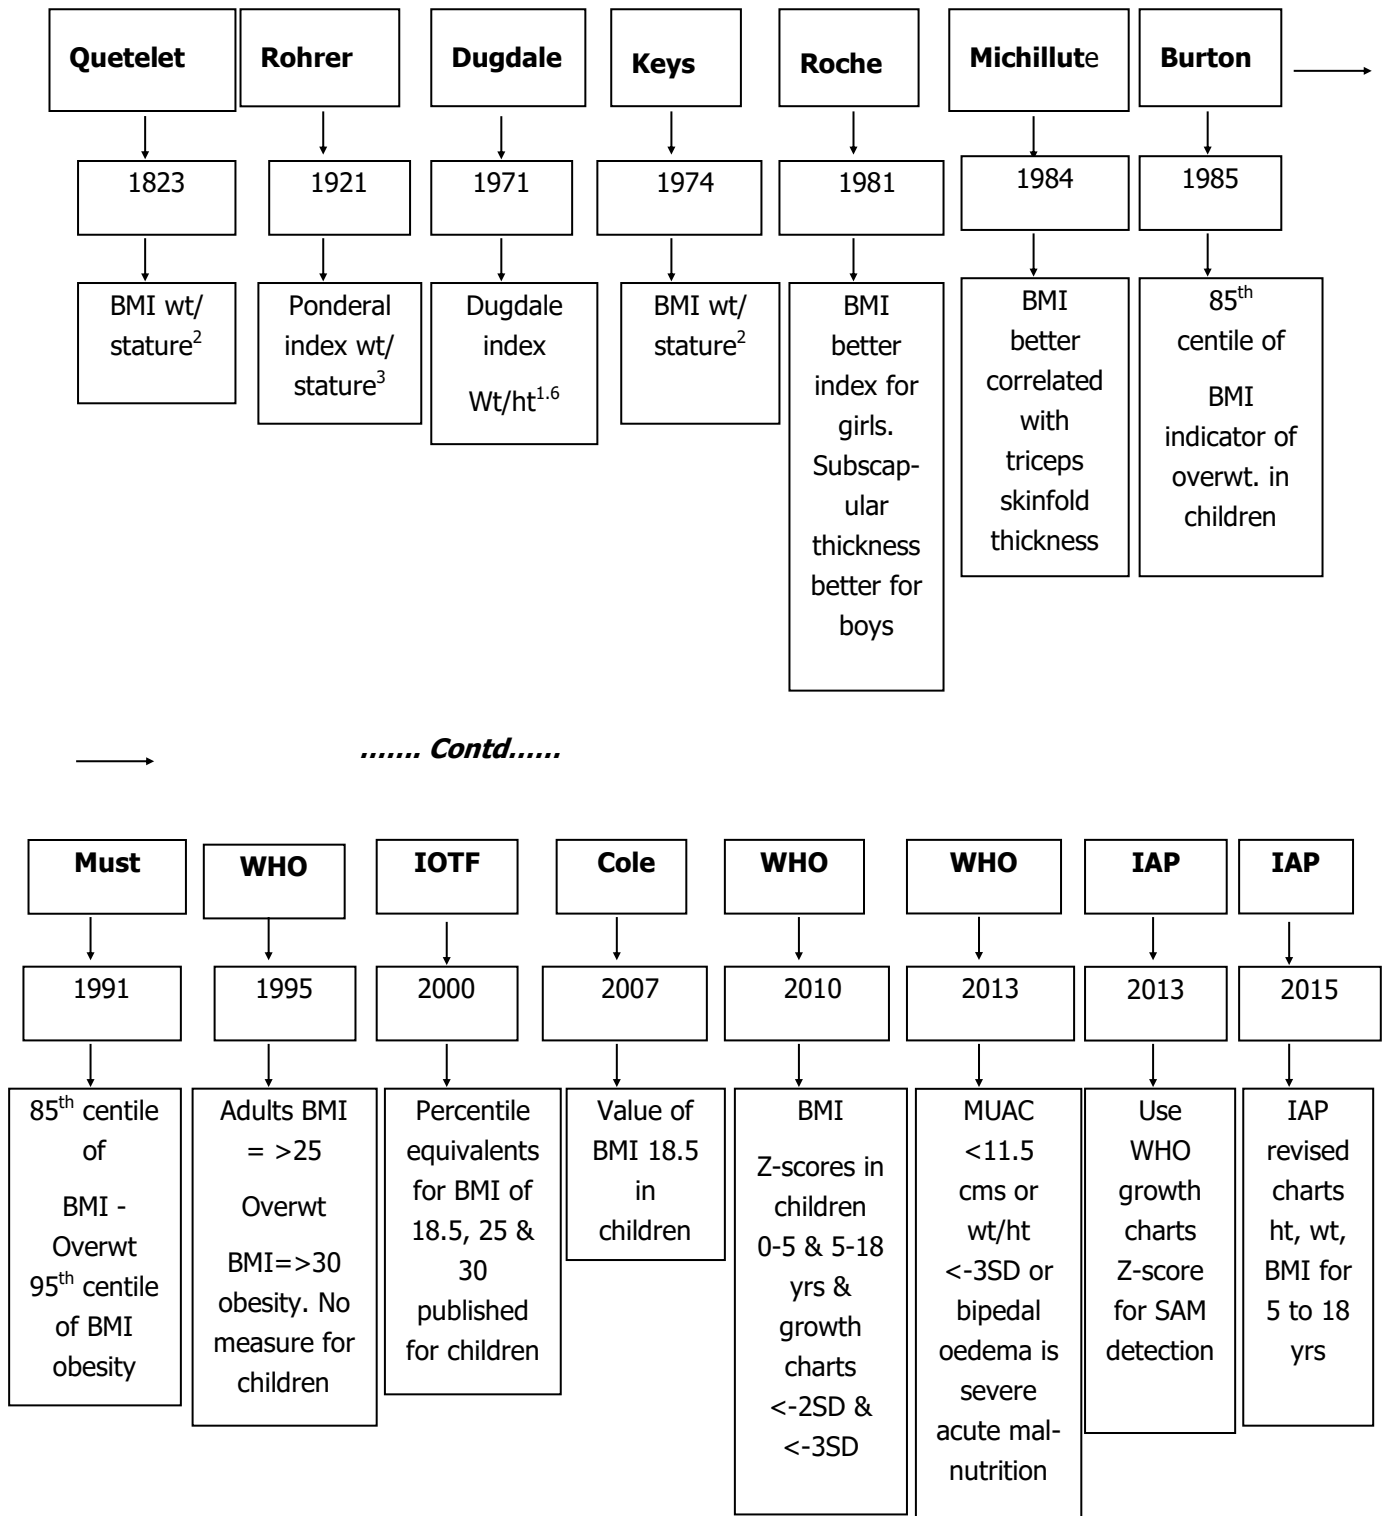 Quetelet
Rohrer
Dugdale
Keys
Roche
Michillute
Burton
1823
1921
1971
1974
1981
1984
1985
BMI wt/
stature²
Ponderal
index wt/
stature³
Dugdale
index
Wt/ht¹·⁶
BMI wt/
stature²
BMI
better
index for
girls.
Subscap-
ular
thickness
better for
boys
BMI
better
correlated
with
triceps
skinfold
thickness
85ᵗʰ
centile of
BMI
indicator of
overwt. in
children
....... Contd......
Must
WHO
IOTF
Cole
WHO
WHO
IAP
IAP
1991
1995
2000
2007
2010
2013
2013
2015
85ᵗʰ centile
of
BMI -
Overwt
95ᵗʰ centile
of BMI
obesity
Adults BMI
= >25
Overwt
BMI=>30
obesity. No
measure for
children
Percentile
equivalents
for BMI of
18.5, 25 &
30
published
for children
Value of
BMI 18.5
in
children
BMI
Z-scores in
children
0-5 & 5-18
yrs &
growth
charts
<-2SD &
<-3SD
MUAC
<11.5
cms or
wt/ht
<-3SD or
bipedal
oedema is
severe
acute mal-
nutrition
Use
WHO
growth
charts
Z-score
for SAM
detection
IAP
revised
charts
ht, wt,
BMI for
5 to 18
yrs